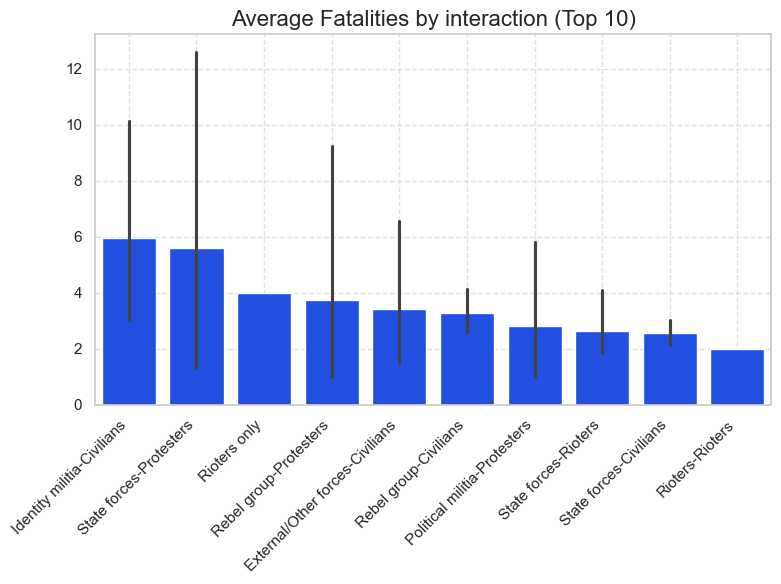 Average Fatalities by interaction (Top 10)
12
10
8
6
4
2
0
Identity militia-Civilians
State forces-Protesters
Rioters only
Rebel group-Protesters
External/Other forces-Civilians
Rebel group-Civilians
Political militia-Protesters
State forces-Rioters
State forces-Civilians
Rioters-Rioters